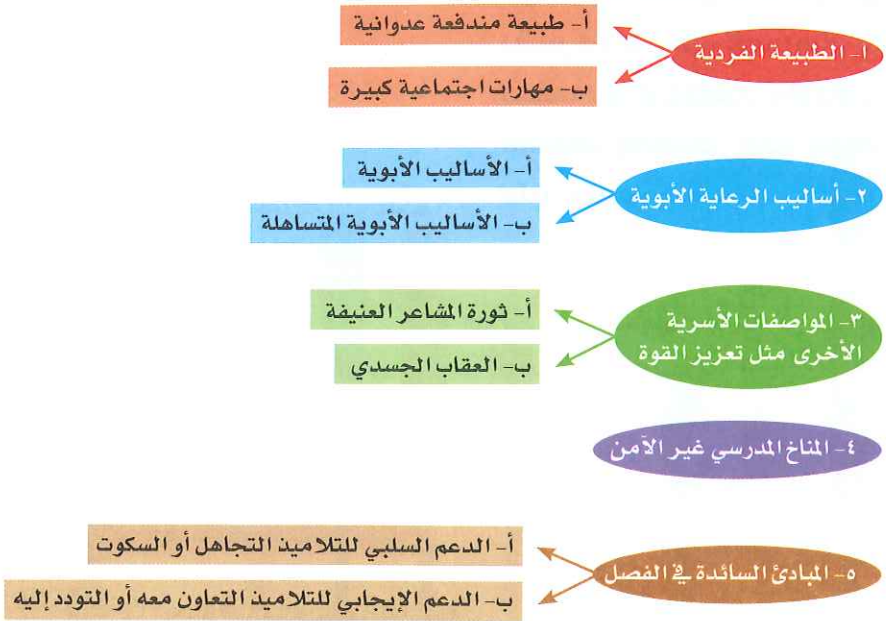 ١- الطبيعة الفردية
أ- طبيعة مندفعة عدوانية
ب- مهارات اجتماعية كبيرة
٢- أساليب الرعاية الأبوية
أ- الأساليب الأبوية
ب- الأساليب الأبوية المتساهلة
٣- المواصفات الأسرية
الأخرى مثل تعزيز القوة
أ- ثورة المشاعر العنيفة
ب- العقاب الجسدي
٤- المناخ المدرسي غير الآمن
٥- المبادئ السائدة في الفصل
أ- الدعم السلبي للتلاميذ التجاهل أو السكوت
ب- الدعم الإيجابي للتلاميذ التعاون معه أو التودد إليه